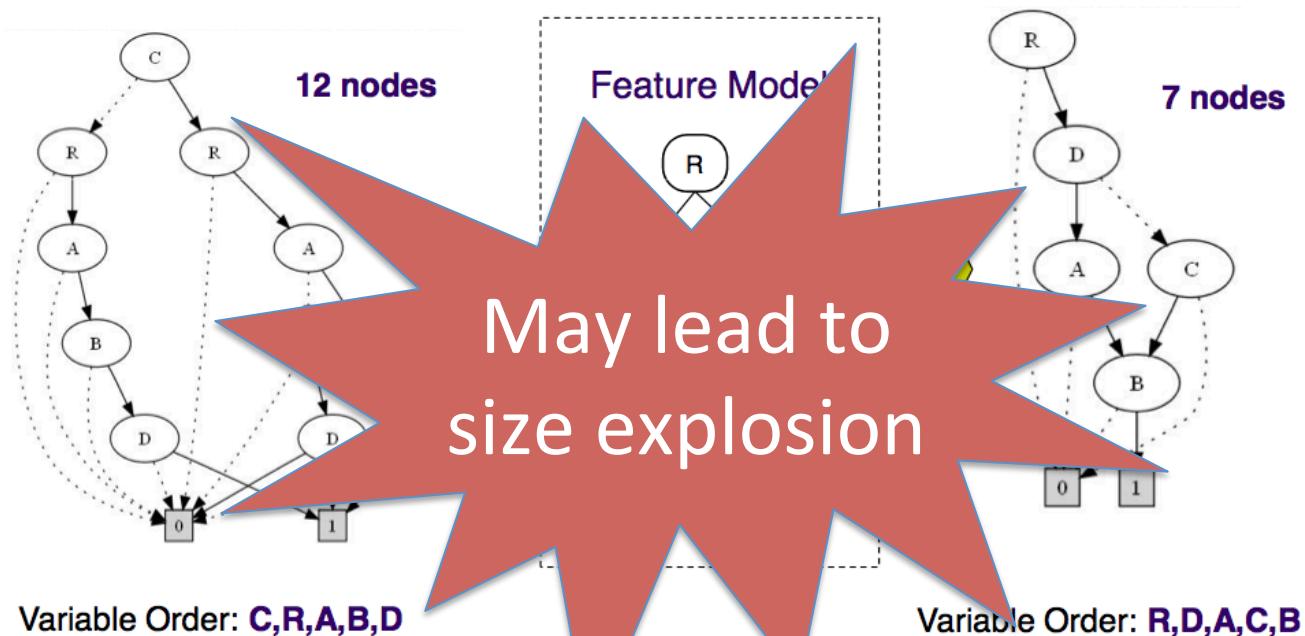 C
12 nodes
R
R
A
A
B
D
D
0
1
Variable Order: C,R,A,B,D
Feature Model
R
May lead to
size explosion
R
7 nodes
D
A
C
B
0
1
Variable Order: R,D,A,C,B